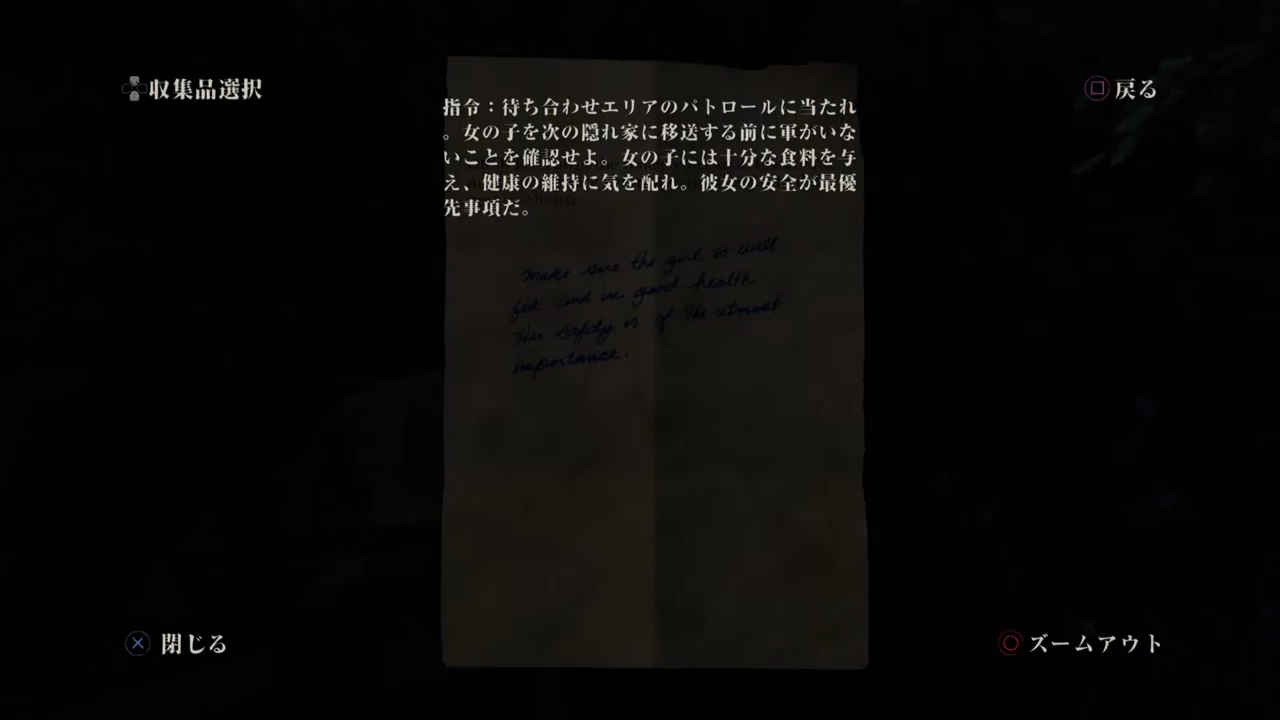 収集品選択
戻る
指令：待ち合わせエリアのパトロールに当たれ
。女の子を次の隠れ家に移送する前に軍がいな
いことを確認せよ。女の子には十分な食料を与
え、健康の維持に気を配れ。彼女の安全が最優
先事項だ。
make sure the girl is well
fed and in good health
Her safety is of the utmost
importance.
閉じる
ズームアウト